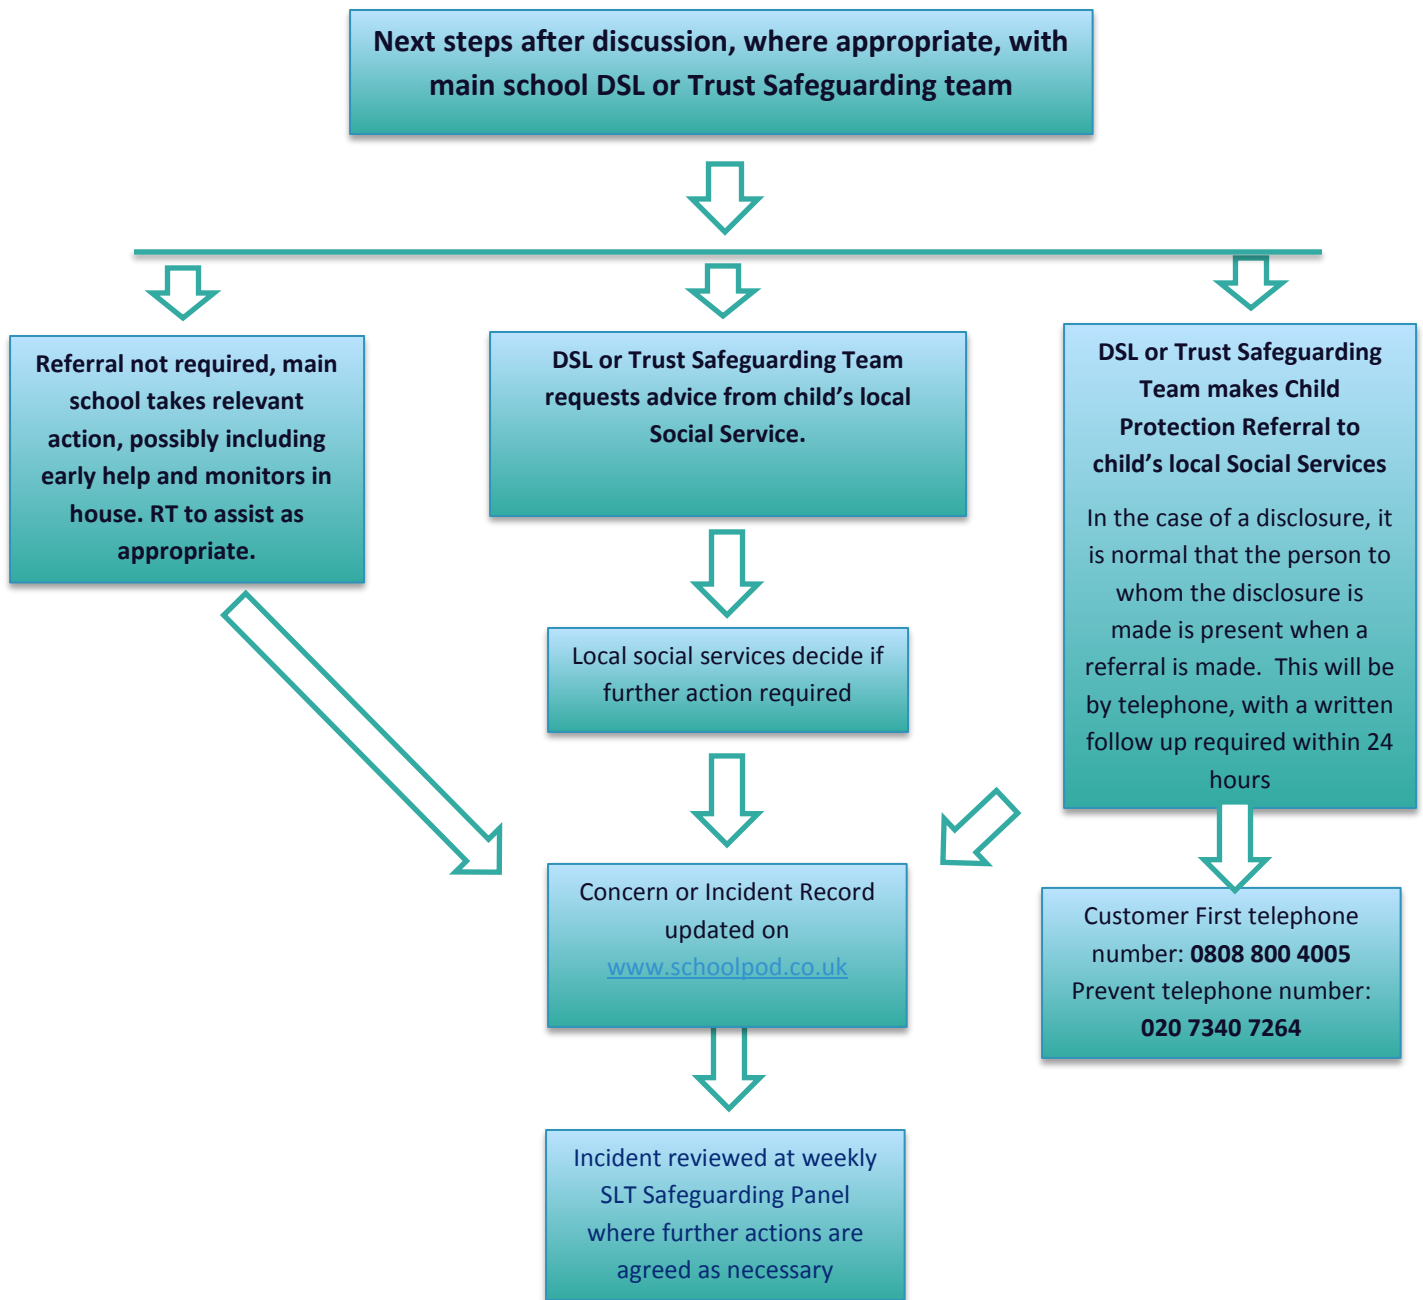 Next steps after discussion, where appropriate, with
main school DSL or Trust Safeguarding team
Referral not required, main
school takes relevant
action, possibly including
early help and monitors in
house. RT to assist as
appropriate.
DSL or Trust Safeguarding Team
requests advice from child’s local
Social Service.
DSL or Trust Safeguarding
Team makes Child
Protection Referral to
child’s local Social Services
In the case of a disclosure, it
is normal that the person to
whom the disclosure is
made is present when a
referral is made.  This will be
by telephone, with a written
follow up required within 24
hours
Local social services decide if
further action required
Concern or Incident Record
updated on
www.schoolpod.co.uk
Customer First telephone
number: 0808 800 4005
Prevent telephone number:
020 7340 7264
Incident reviewed at weekly
SLT Safeguarding Panel
where further actions are
agreed as necessary